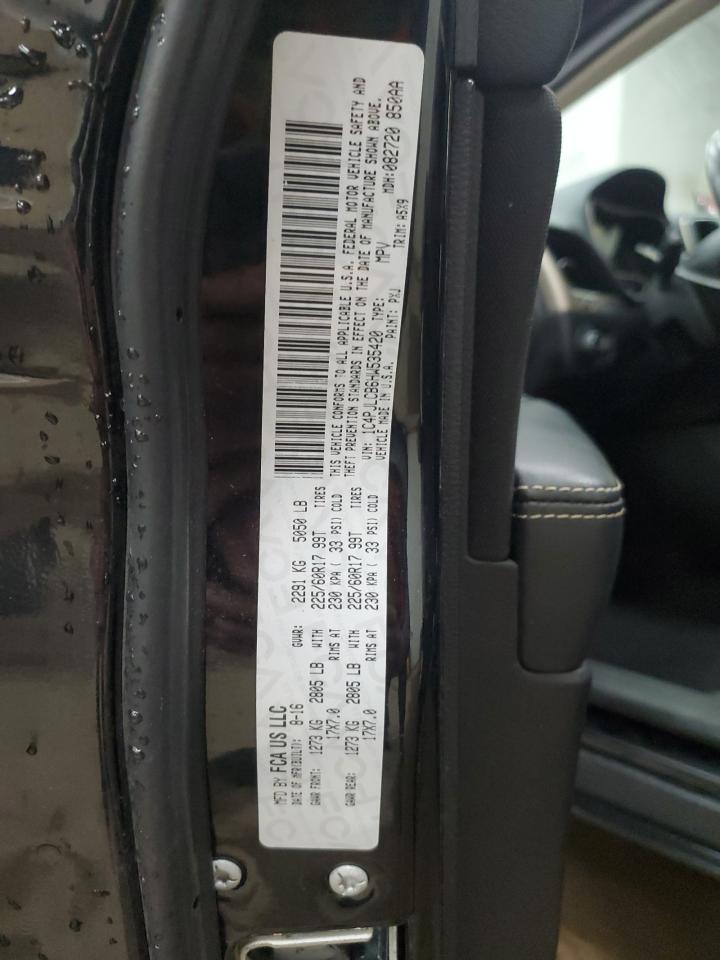 MFD BY FCA US LLC
DATE OF MFR(BUILT): 8-16 GVWR: 2291 KG 5050 LB
GAWR FRONT: 1273 KG 2805 LB WITH 225/60R17 99T TIRES
17X7.0 RIMS AT 230 KPA ( 33 PSI) COLD
GAWR REAR: 1273 KG 2805 LB WITH 225/60R17 99T TIRES
17X7.0 RIMS AT 230 KPA ( 33 PSI) COLD
THIS VEHICLE CONFORMS TO ALL APPLICABLE U.S.A. FEDERAL MOTOR VEHICLE SAFETY AND
THEFT PREVENTION STANDARDS IN EFFECT ON THE DATE OF MANUFACTURE SHOWN ABOVE.
VIN: 1C4PJLCB6HW535420 TYPE: MPV MDH:082720 850AA
VEHICLE MADE IN U.S.A. PAINT: PXJ TRIM: A5X9